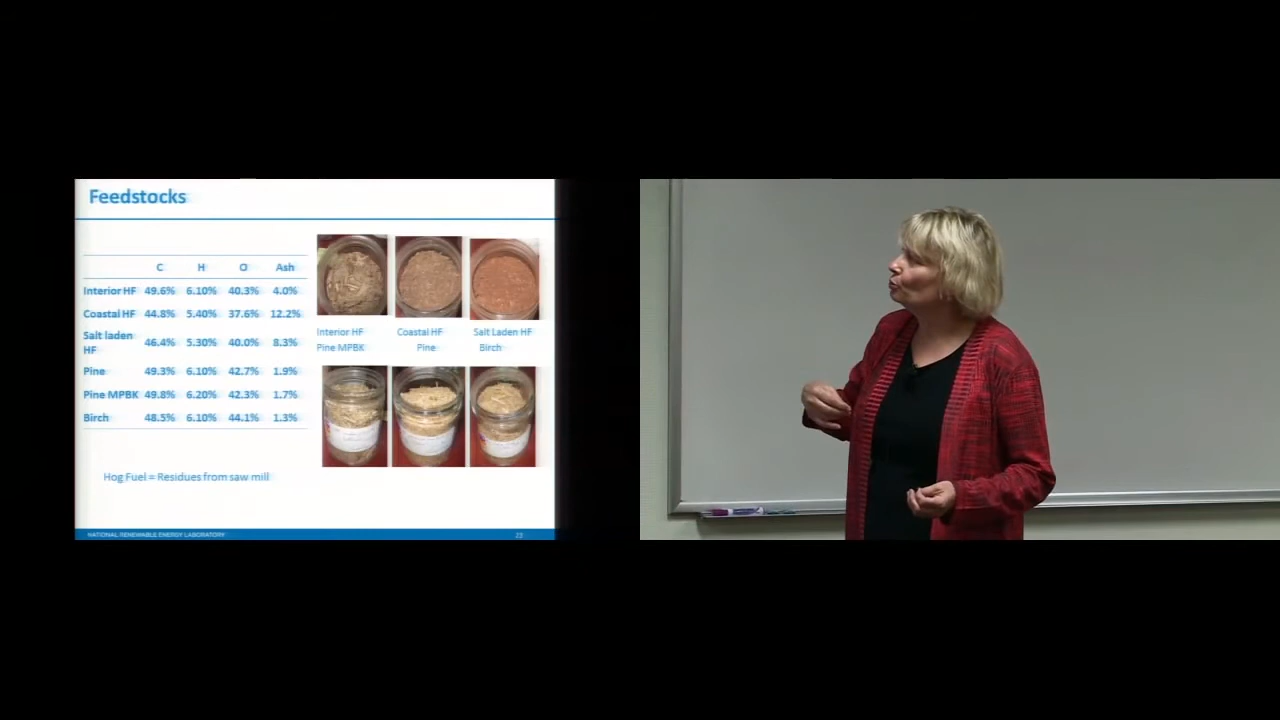 Feedstocks
C H O Ash
Interior HF 49.6% 6.10% 40.3% 4.0%
Coastal HF 44.8% 5.40% 37.6% 12.2%
Salt laden
HF 46.4% 5.30% 40.0% 8.3%
Pine 49.3% 6.10% 42.7% 1.9%
Pine MPBK 49.8% 6.20% 42.3% 1.7%
Birch 48.5% 6.10% 44.1% 1.3%
Interior HF Coastal HF Salt Laden HF
Pine MPBK Pine Birch
Hog Fuel = Residues from saw mill
NATIONAL RENEWABLE ENERGY LABORATORY